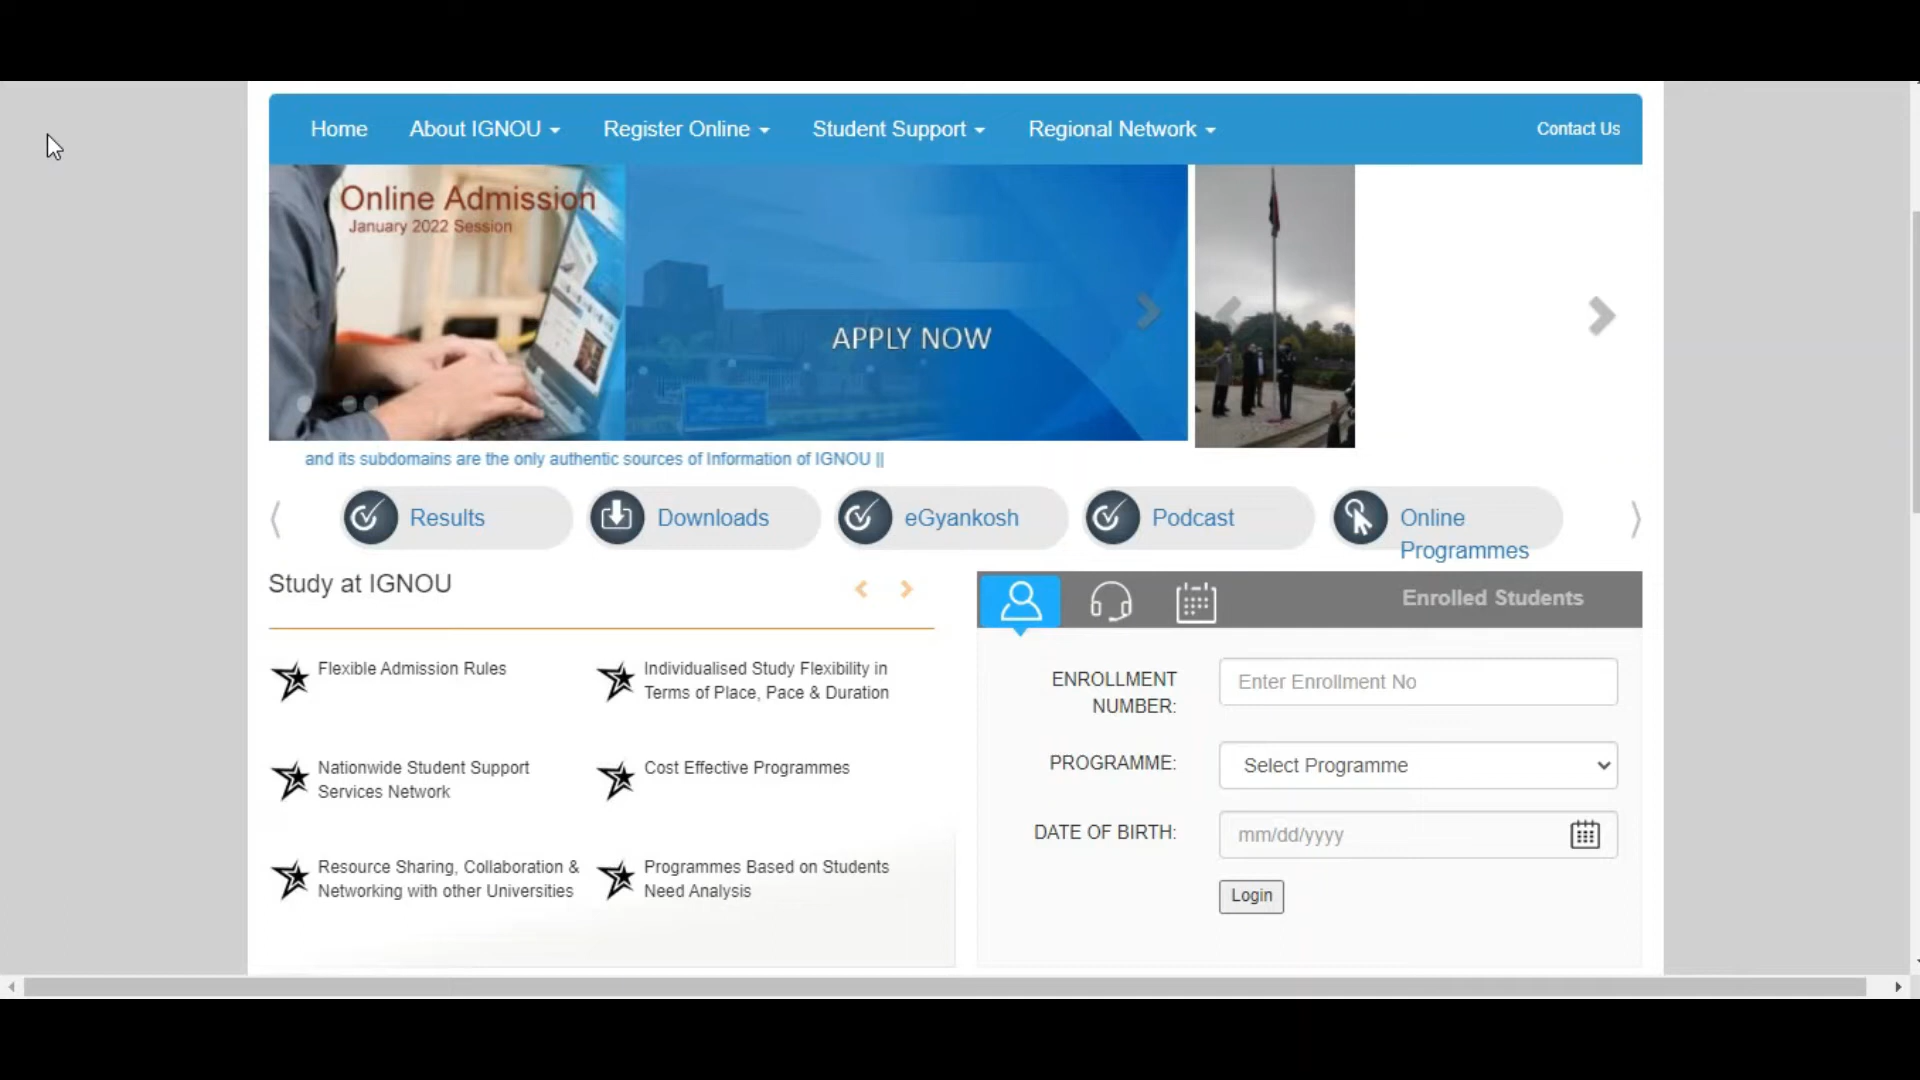 Home About IGNOU Register Online Student Support Regional Network Contact Us
Online Admission
January 2022 Session
APPLY NOW
and its subdomains are the only authentic sources of Information of IGNOU ||
Results Downloads eGyankosh Podcast Online
Programmes
Study at IGNOU
Flexible Admission Rules
Individualised Study Flexibility in
Terms of Place, Pace & Duration
Nationwide Student Support
Services Network
Cost Effective Programmes
Resource Sharing, Collaboration &
Networking with other Universities
Programmes Based on Students
Need Analysis
Enrolled Students
ENROLLMENT
NUMBER:
Enter Enrollment No
PROGRAMME:
Select Programme
DATE OF BIRTH:
mm/dd/yyyy
Login